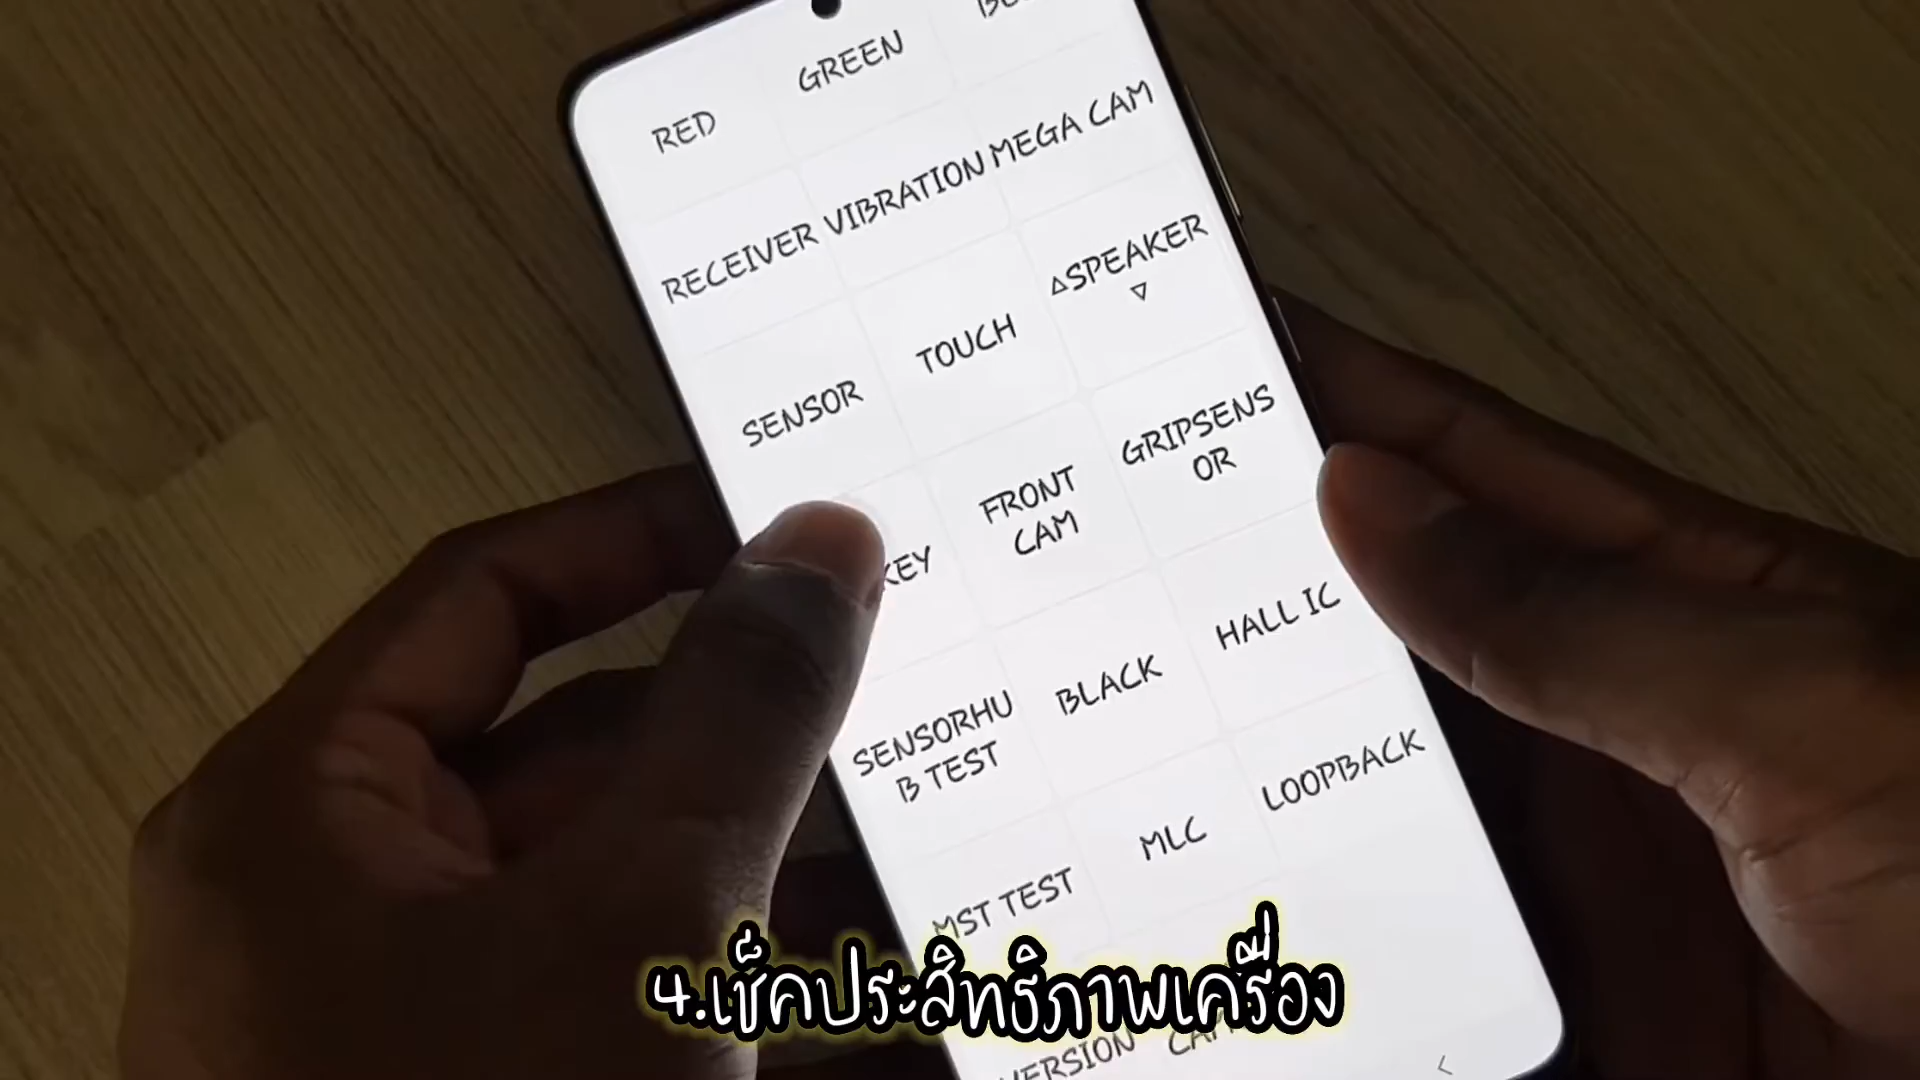 RED
GREEN
RECEIVER
VIBRATION
MEGA CAM
SENSOR
TOUCH
△SPEAKER
▽
KEY
FRONT
CAM
GRIPSENS
OR
SENSORHU
B TEST
BLACK
HALL IC
MST TEST
MLC
LOOPBACK
4.เช็คประสิทธิภาพเครื่อง
VERSION